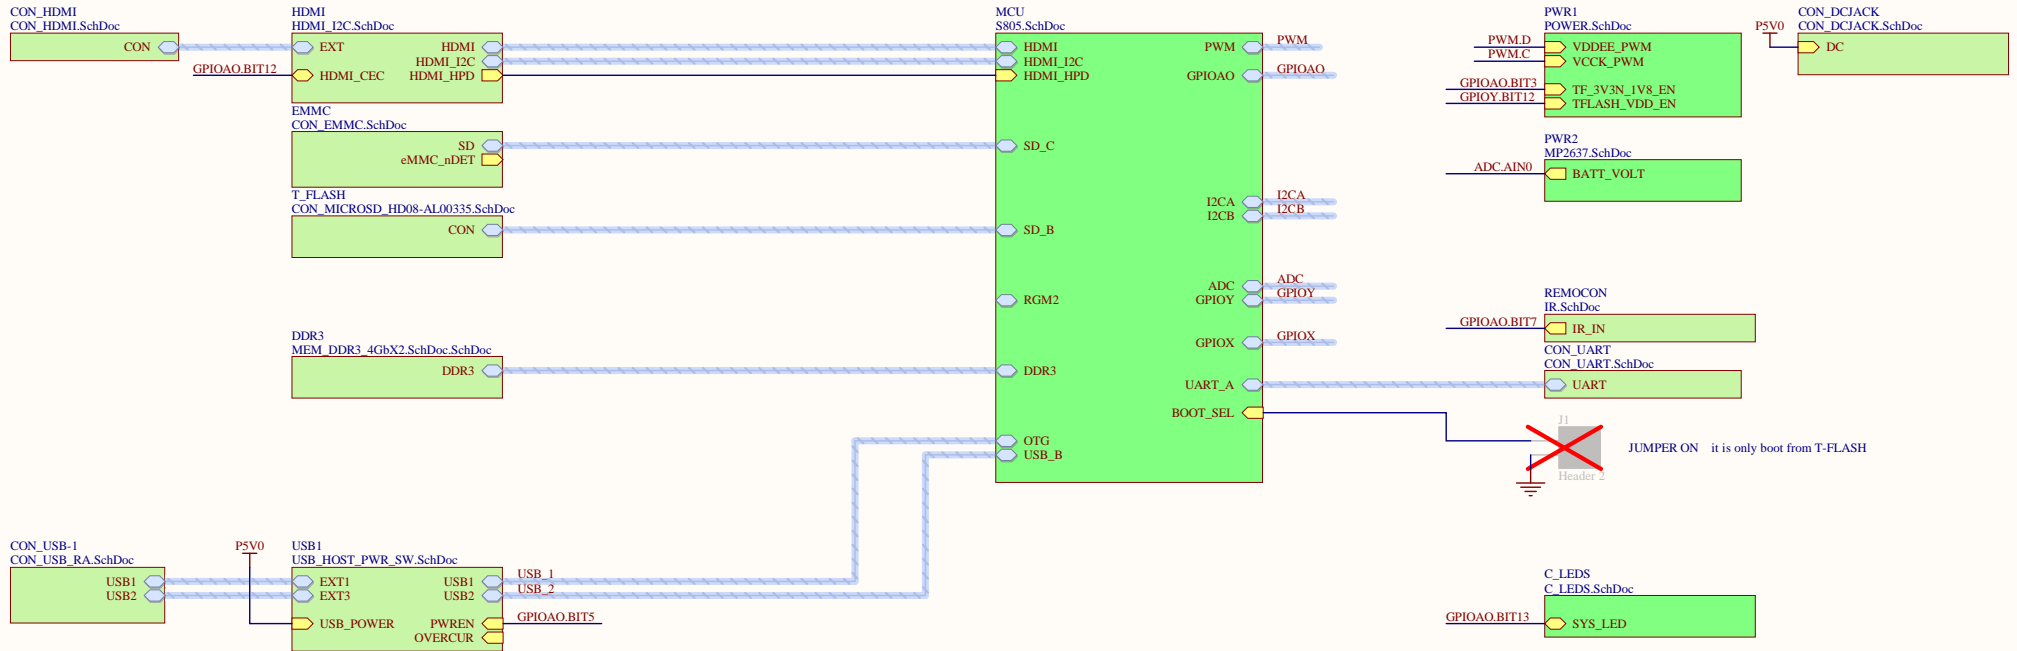 CON_HDMI
CON_HDMI.SchDoc
CON
HDMI
HDMI_I2C.SchDoc
EXT
HDMI
HDMI_I2C
GPIOAO.BIT12
HDMI_CEC
HDMI_HPD
EMMC
CON_EMMC.SchDoc
SD
eMMC_nDET
T_FLASH
CON_MICROSD_HD08-AL00335.SchDoc
CON
DDR3
MEM_DDR3_4GbX2.SchDoc.SchDoc
DDR3
CON_USB-1
CON_USB_RA.SchDoc
USB1
USB2
P5V0
USB1
USB_HOST_PWR_SW.SchDoc
EXT1
EXT3
USB1
USB2
USB_POWER
PWREN
OVERCUR
USB_1
USB_2
GPIOAO.BIT5
MCU
S805.SchDoc
HDMI
HDMI_I2C
HDMI_HPD
SD_C
SD_B
RGM2
DDR3
OTG
USB_B
PWM
GPIOAO
I2CA
I2CB
ADC
GPIOY
GPIOX
UART_A
BOOT_SEL
PWM
GPIOAO
I2CA
I2CB
ADC
GPIOY
GPIOX
PWR1
POWER.SchDoc
PWM.D
VDDEE_PWM
PWM.C
VCCK_PWM
GPIOAO.BIT3
TF_3V3N_1V8_EN
GPIOY.BIT12
TFLASH_VDD_EN
CON_DCJACK
CON_DCJACK.SchDoc
P5V0
DC
PWR2
MP2637.SchDoc
ADC.AIN0
BATT_VOLT
REMOCON
IR.SchDoc
GPIOAO.BIT7
IR_IN
CON_UART
CON_UART.SchDoc
UART
J1
Header 2
JUMPER ON it is only boot from T-FLASH
C_LEDS
C_LEDS.SchDoc
GPIOAO.BIT13
SYS_LED